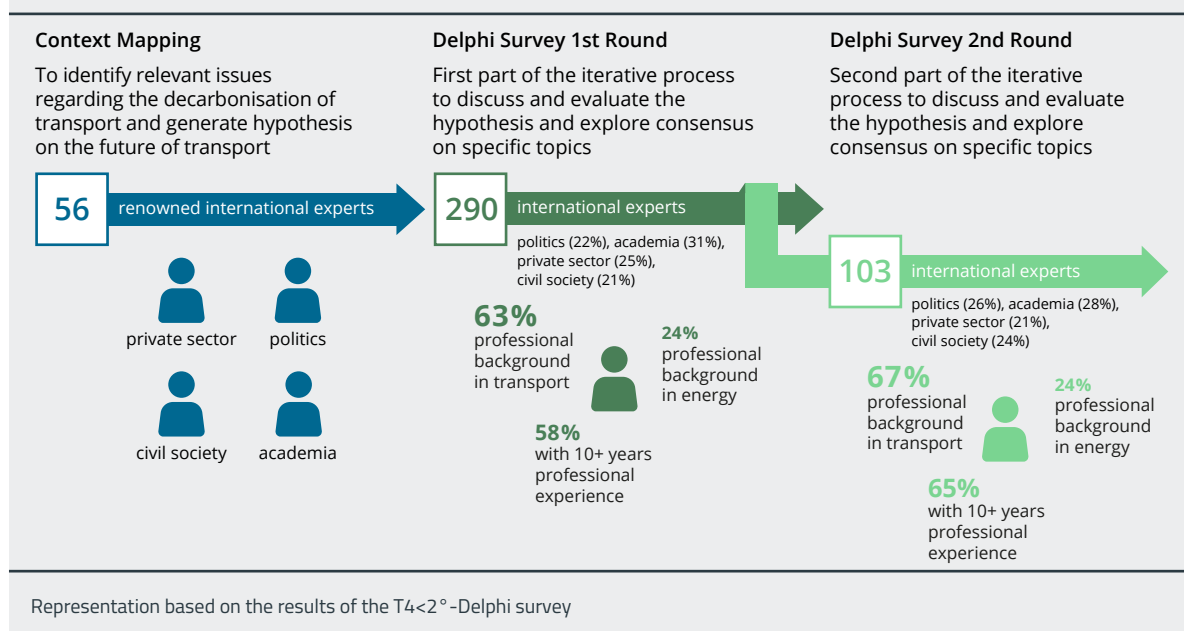 Context Mapping
To identify relevant issues
regarding the decarbonisation of
transport and generate hypothesis
on the future of transport
56
renowned international experts
private sector
politics
civil society
academia
Delphi Survey 1st Round
First part of the iterative process
to discuss and evaluate the
hypothesis and explore consensus
on specific topics
290
international experts
politics (22%), academia (31%),
private sector (25%),
civil society (21%)
63%
professional
background
in transport
24%
professional
background
in energy
58%
with 10+ years
professional
experience
Delphi Survey 2nd Round
Second part of the iterative
process to discuss and evaluate
the hypothesis and explore
consensus on specific topics
103
international experts
politics (26%), academia (28%),
private sector (21%),
civil society (24%)
67%
professional
background
in transport
24%
professional
background
in energy
65%
with 10+ years
professional
experience
Representation based on the results of the T4<2°-Delphi survey